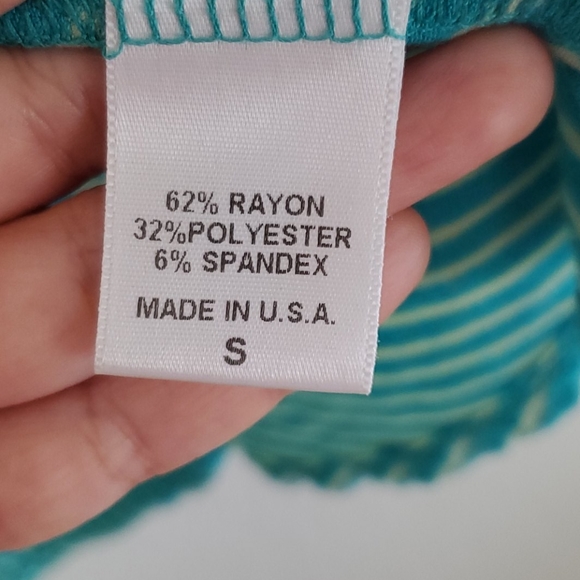 62% RAYON
32%POLYESTER
6% SPANDEX
MADE IN U.S.A.
S